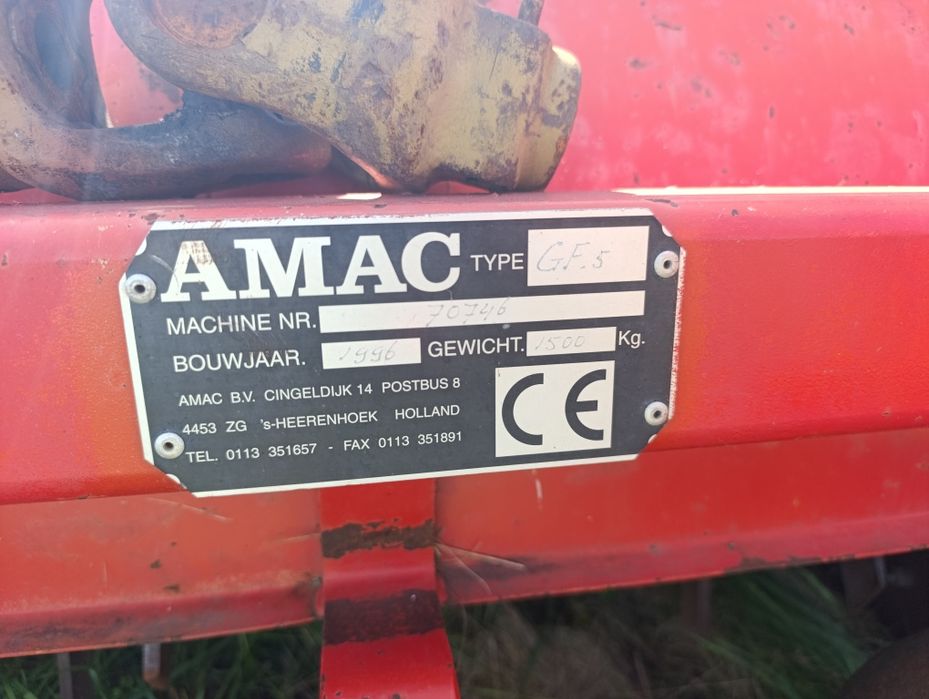 AMAC TYPE GF.5
MACHINE NR. 70746
BOUWJAAR. 1996 GEWICHT. 1500 Kg.
AMAC B.V. CINGELDIJK 14 POSTBUS 8
4453 ZG 's-HEERENHOEK HOLLAND
TEL. 0113 351657 - FAX 0113 351891
CE